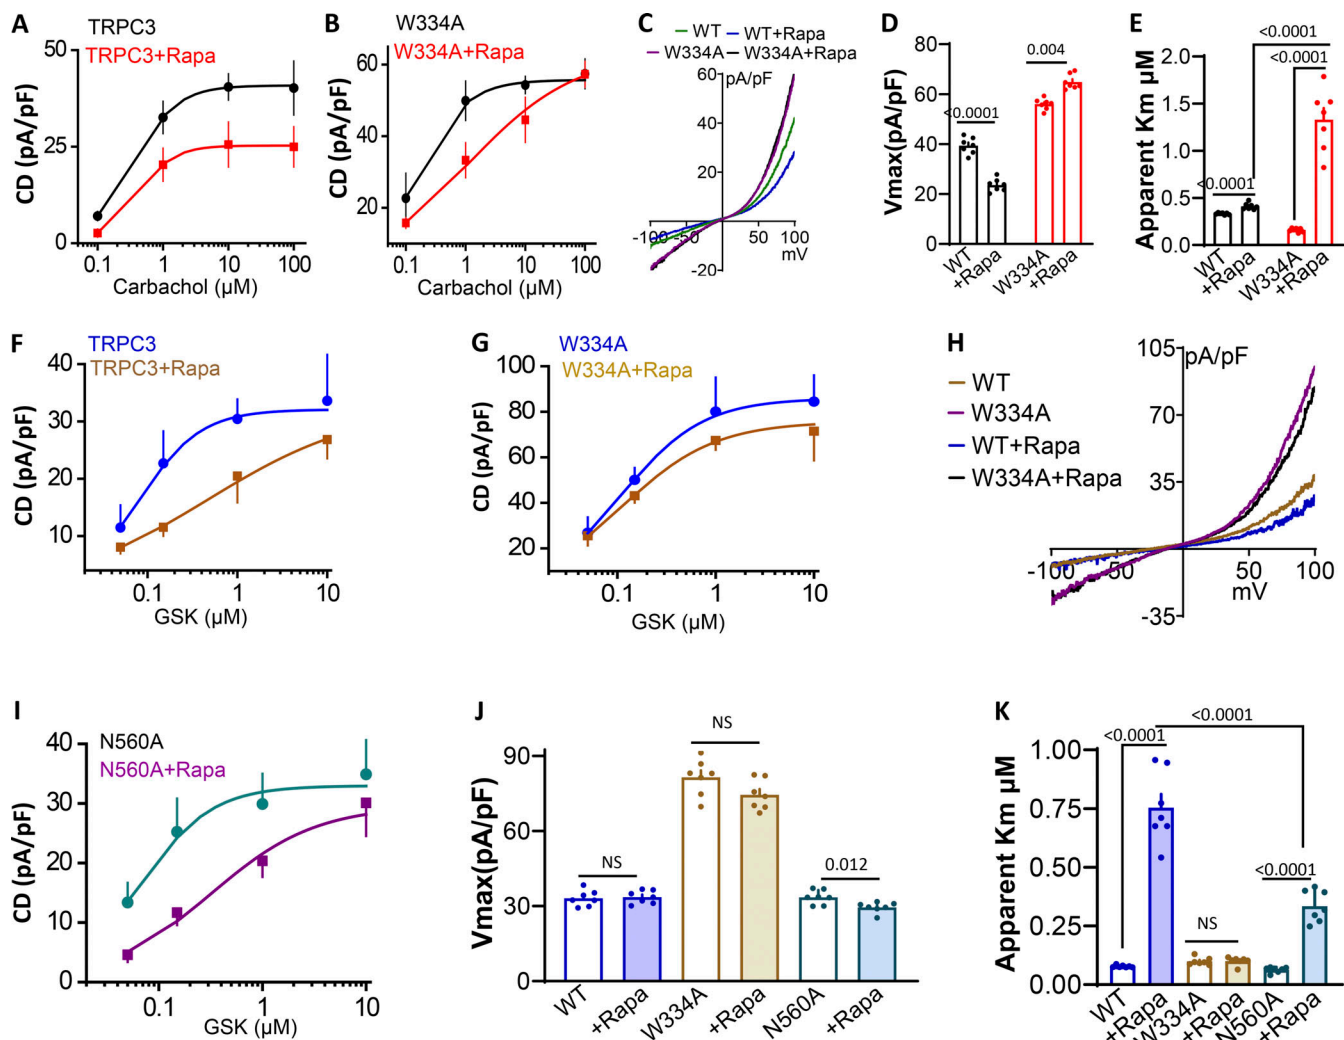 A
TRPC3
TRPC3+Rapa
CD (pA/pF)
50
25
0
0.1
1
10
100
Carbachol (µM)
B
W334A
W334A+Rapa
CD (pA/pF)
60
40
20
0.1
1
10
100
Carbachol (µM)
C
WT
WT+Rapa
W334A
W334A+Rapa
60
pA/pF
40
20
-100
-50
50
100
mV
-20
D
Vmax(pA/pF)
80
60
40
20
0
<0.0001
0.004
WT
+Rapa
W334A
+Rapa
E
Apparent Km µM
2.0
1.5
1.0
0.5
0.0
<0.0001
<0.0001
<0.0001
WT
+Rapa
W334A
+Rapa
F
TRPC3
TRPC3+Rapa
CD (pA/pF)
40
30
20
10
0.1
1
10
GSK (µM)
G
W334A
W334A+Rapa
CD (pA/pF)
100
80
60
40
20
0.1
1
10
GSK (µM)
H
WT
W334A
WT+Rapa
W334A+Rapa
105
pA/pF
70
35
-100
-50
50
100
mV
-35
I
N560A
N560A+Rapa
CD (pA/pF)
40
30
20
10
0
0.1
1
10
GSK (µM)
J
Vmax(pA/pF)
90
60
30
0
NS
NS
0.012
WT
+Rapa
W334A
+Rapa
N560A
+Rapa
K
Apparent Km µM
1.00
0.75
0.50
0.25
0.00
<0.0001
<0.0001
NS
<0.0001
WT
+Rapa
W334A
+Rapa
N560A
+Rapa